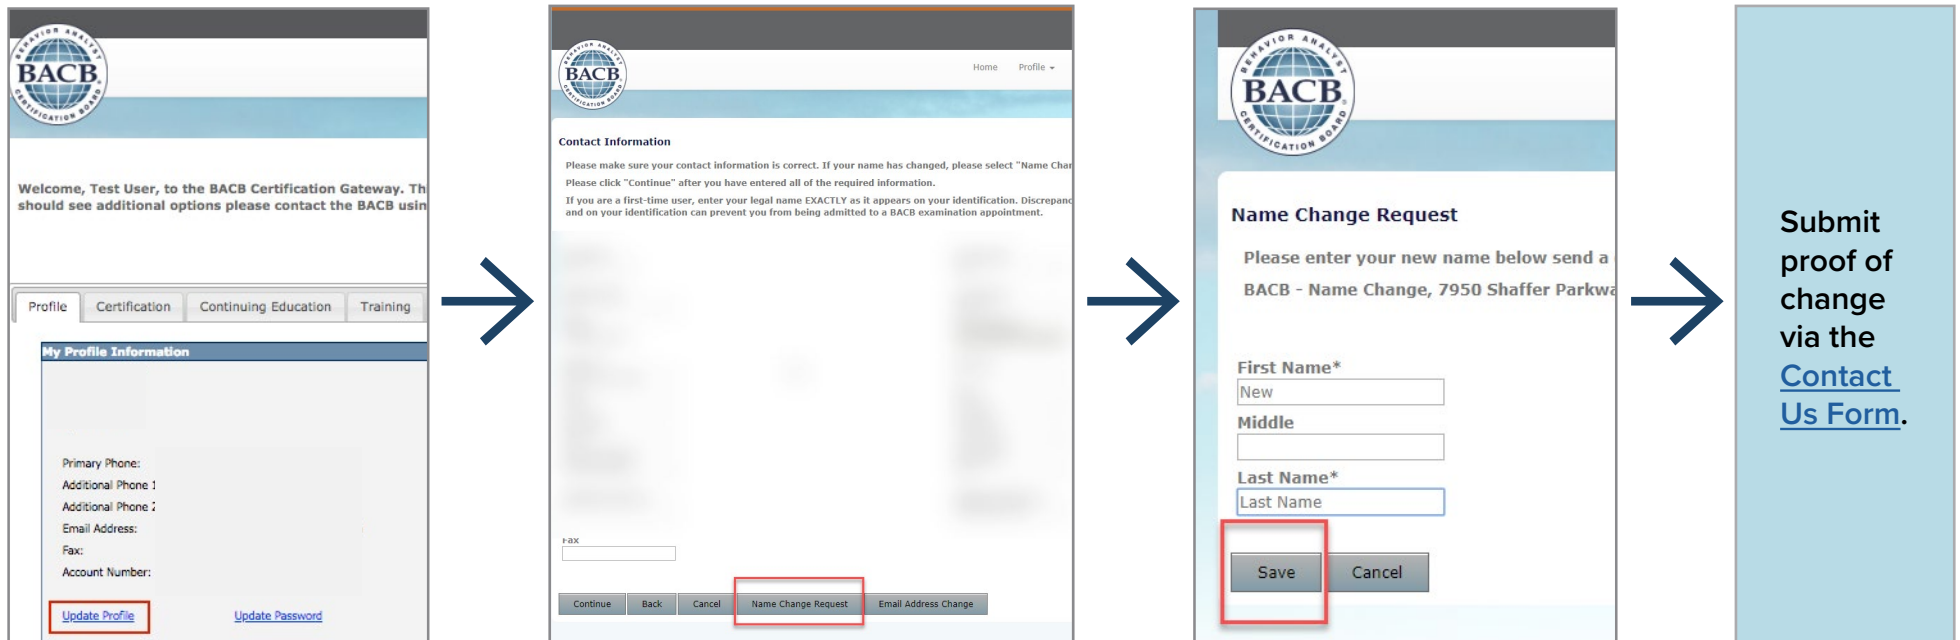 BEHAVIOR ANALYST
BACB
CERTIFICATION BOARD
Welcome, Test User, to the BACB Certification Gateway. Th
should see additional options please contact the BACB usin
Profile Certification Continuing Education Training
My Profile Information
Primary Phone:
Additional Phone 1
Additional Phone 2
Email Address:
Fax:
Account Number:
Update Profile Update Password
BEHAVIOR ANALYST
BACB
CERTIFICATION BOARD
Home Profile
Contact Information
Please make sure your contact information is correct. If your name has changed, please select "Name Char
Please click "Continue" after you have entered all of the required information.
If you are a first-time user, enter your legal name EXACTLY as it appears on your identification. Discrepanc
and on your identification can prevent you from being admitted to a BACB examination appointment.
Fax
Continue Back Cancel Name Change Request Email Address Change
BEHAVIOR ANALYST
BACB
CERTIFICATION BOARD
Name Change Request
Please enter your new name below send a
BACB - Name Change, 7950 Shaffer Parkwa
First Name*
New
Middle
Last Name*
Last Name
Save Cancel
Submit
proof of
change
via the
Contact
Us Form.